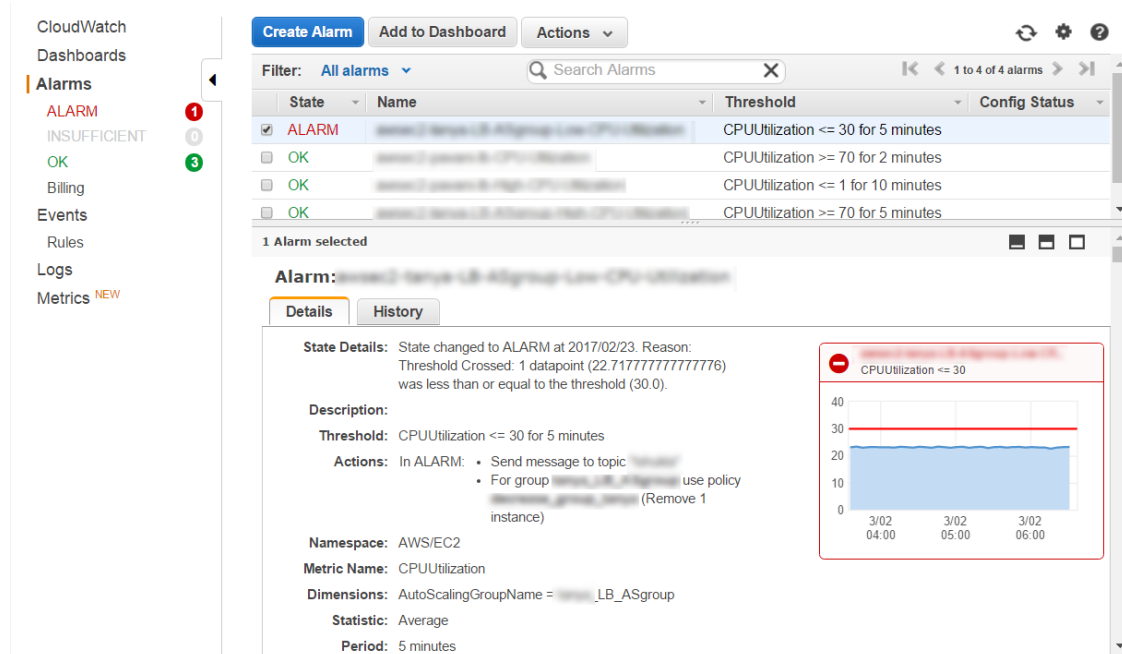 CloudWatch
Dashboards
Alarms
ALARM 1
INSUFFICIENT 0
OK 3
Billing
Events
Rules
Logs
Metrics NEW
Create Alarm Add to Dashboard Actions
Filter: All alarms Search Alarms 1 to 4 of 4 alarms
State Name Threshold Config Status
ALARM CPUUtilization <= 30 for 5 minutes
OK CPUUtilization >= 70 for 2 minutes
OK CPUUtilization <= 1 for 10 minutes
OK CPUUtilization >= 70 for 5 minutes
1 Alarm selected
Alarm:
Details History
State Details: State changed to ALARM at 2017/02/23. Reason:
Threshold Crossed: 1 datapoint (22.717777777777776)
was less than or equal to the threshold (30.0).
Description:
Threshold: CPUUtilization <= 30 for 5 minutes
Actions: In ALARM: • Send message to topic
• For group use policy
(Remove 1
instance)
Namespace: AWS/EC2
Metric Name: CPUUtilization
Dimensions: AutoScalingGroupName = _LB_ASgroup
Statistic: Average
Period: 5 minutes
CPUUtilization <= 30
40
30
20
10
0
3/02 3/02 3/02
04:00 05:00 06:00